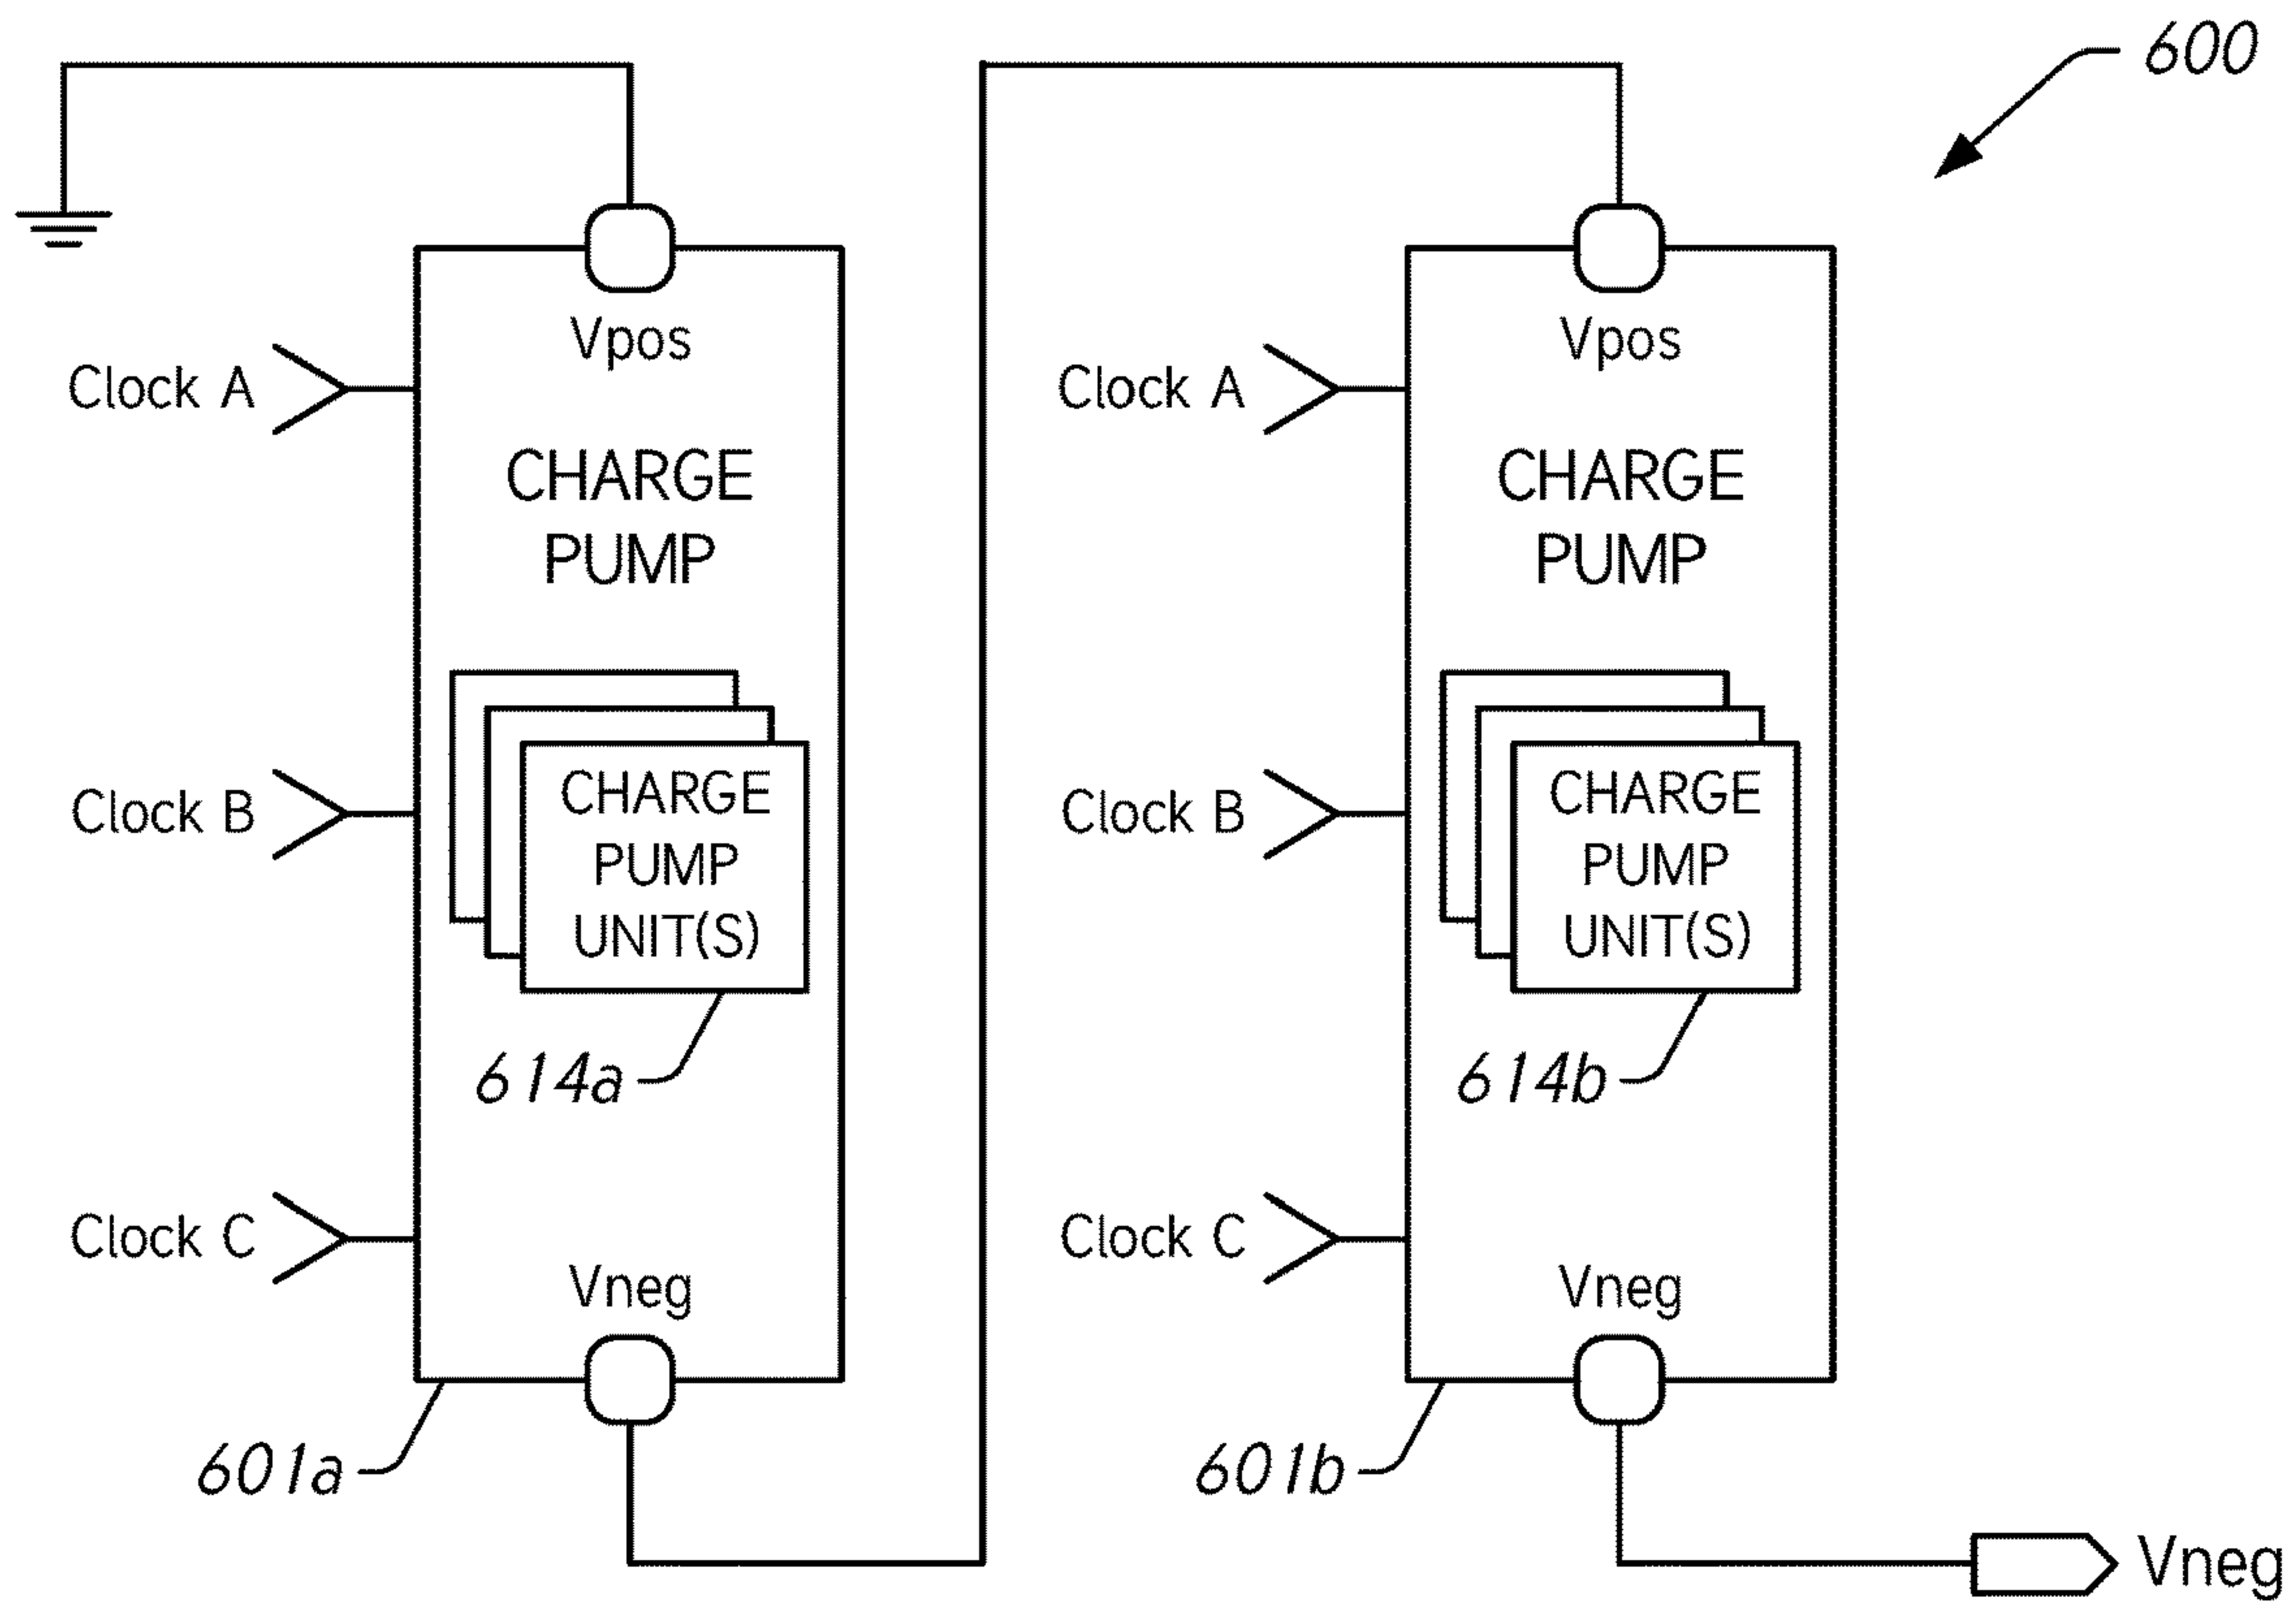 600
Vpos
Clock A
CHARGE
PUMP
Clock B
CHARGE
PUMP
UNIT(S)
614a
Clock C
Vneg
601a
Vpos
Clock A
CHARGE
PUMP
Clock B
CHARGE
PUMP
UNIT(S)
614b
Clock C
Vneg
601b
Vneg